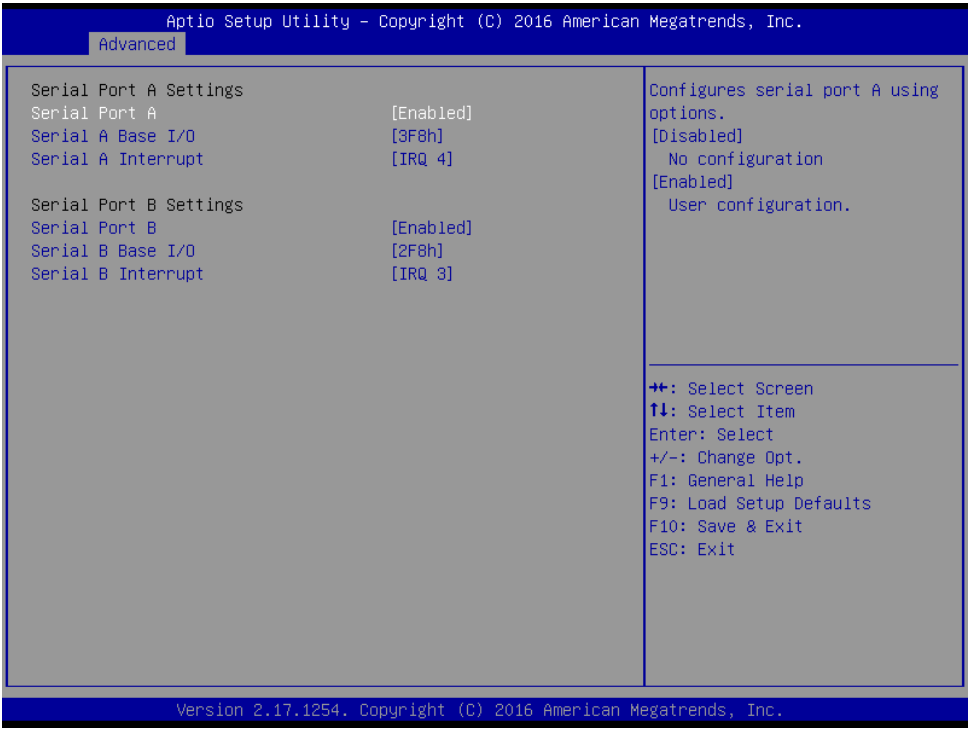 Aptio Setup Utility – Copyright (C) 2016 American Megatrends, Inc.
Advanced
Serial Port A Settings
Serial Port A [Enabled]
Serial A Base I/O [3F8h]
Serial A Interrupt [IRQ 4]
Serial Port B Settings
Serial Port B [Enabled]
Serial B Base I/O [2F8h]
Serial B Interrupt [IRQ 3]
Configures serial port A using
options.
[Disabled]
No configuration
[Enabled]
User configuration.
→←: Select Screen
↑↓: Select Item
Enter: Select
+/-: Change Opt.
F1: General Help
F9: Load Setup Defaults
F10: Save & Exit
ESC: Exit
Version 2.17.1254. Copyright (C) 2016 American Megatrends, Inc.